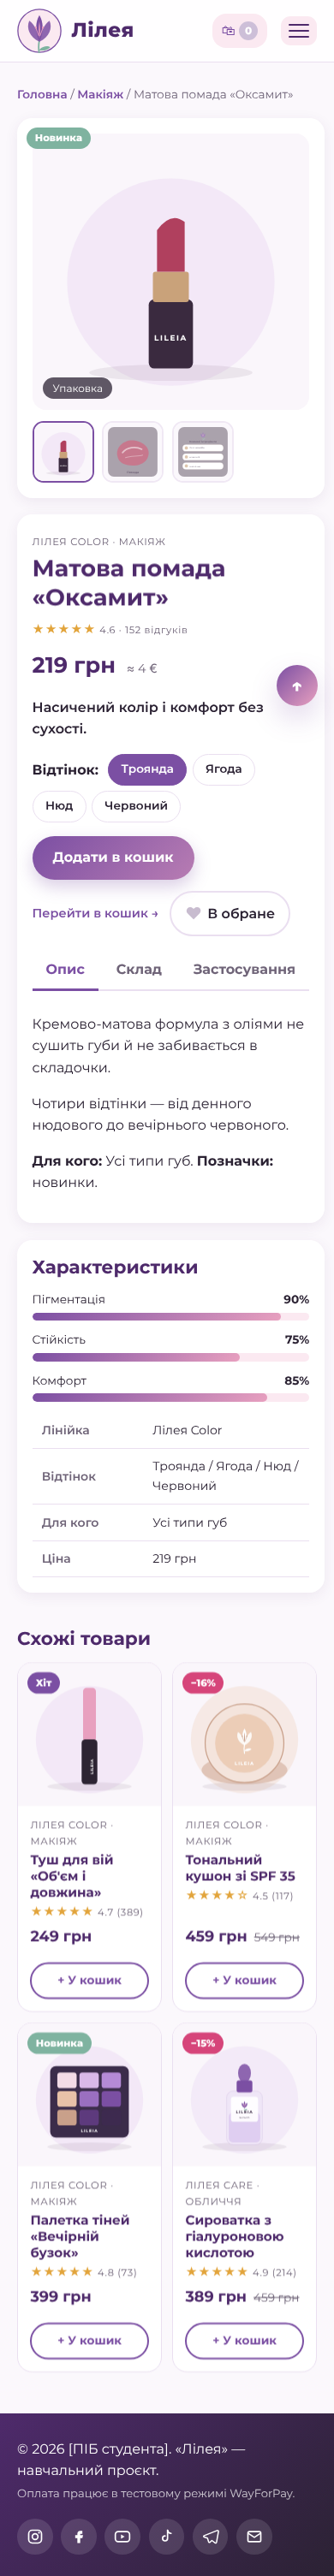 Лілея
0
Головна / Макіяж / Матова помада «Оксамит»
Новинка
LILEIA
Упаковка
ЛІЛЕЯ COLOR · МАКІЯЖ
Матова помада
«Оксамит»
★★★★★ 4.6 · 152 відгуків
219 грн ≈ 4 €
Насичений колір і комфорт без
сухості.
Відтінок: Троянда Ягода
Нюд Червоний
Додати в кошик
Перейти в кошик → В обране
Опис Склад Застосування
Кремово-матова формула з оліями не
сушить губи й не забивається в
складочки.
Чотири відтінки — від денного
нюдового до вечірнього червоного.
Для кого: Усі типи губ. Позначки:
новинки.
Характеристики
Пігментація 90%
Стійкість 75%
Комфорт 85%
Лінійка Лілея Color
Відтінок Троянда / Ягода / Нюд /
Червоний
Для кого Усі типи губ
Ціна 219 грн
Схожі товари
Хіт
LILEIA
ЛІЛЕЯ COLOR ·
МАКІЯЖ
Туш для вій
«Об'єм і
довжина»
★★★★★ 4.7 (389)
249 грн
+ У кошик
−16%
LILEIA
ЛІЛЕЯ COLOR ·
МАКІЯЖ
Тональний
кушон зі SPF 35
★★★★☆ 4.5 (117)
459 грн 549 грн
+ У кошик
Новинка
LILEIA
ЛІЛЕЯ COLOR ·
МАКІЯЖ
Палетка тіней
«Вечірній
бузок»
★★★★★ 4.8 (73)
399 грн
+ У кошик
−15%
LILEIA
ЛІЛЕЯ CARE ·
ОБЛИЧЧЯ
Сироватка з
гіалуроновою
кислотою
★★★★★ 4.9 (214)
389 грн 459 грн
+ У кошик
© 2026 [ПІБ студента]. «Лілея» —
навчальний проєкт.
Оплата працює в тестовому режимі WayForPay.